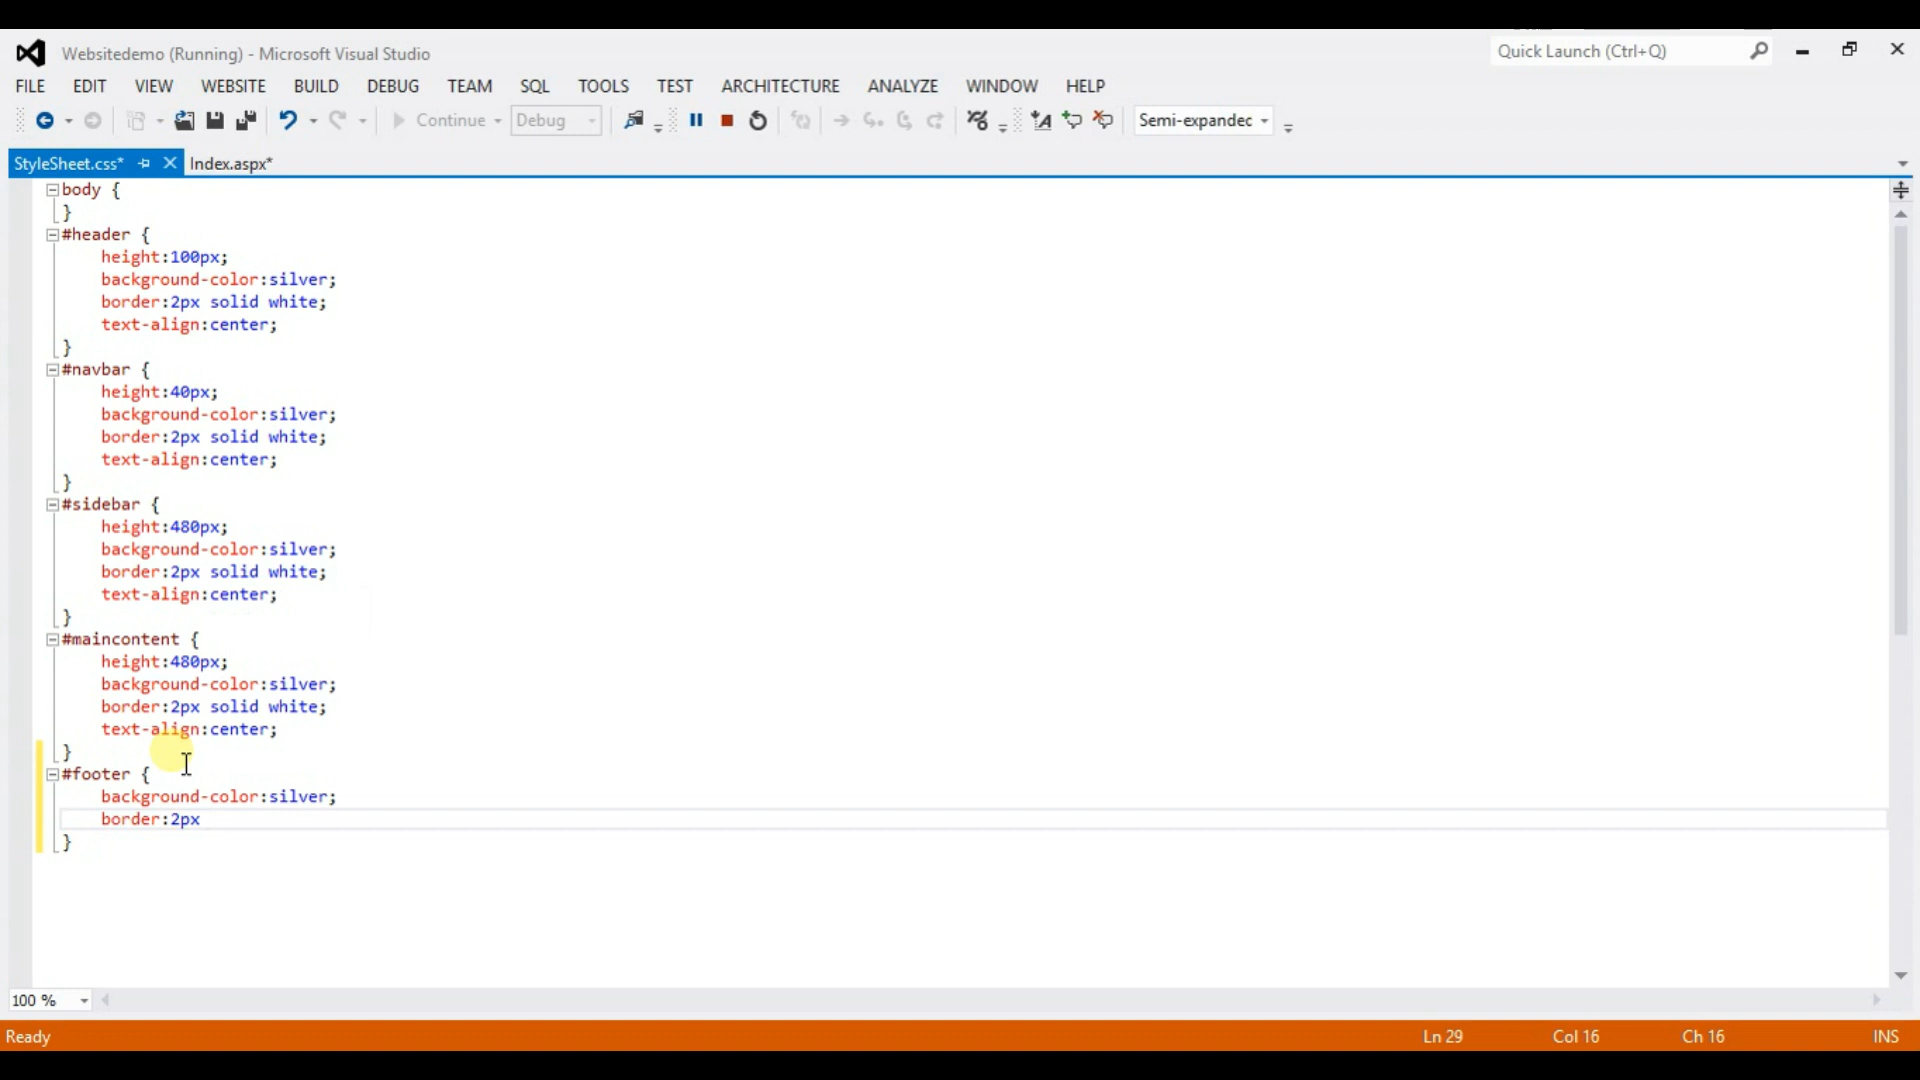 Websitedemo (Running) - Microsoft Visual Studio
Quick Launch (Ctrl+Q)
FILE EDIT VIEW WEBSITE BUILD DEBUG TEAM SQL TOOLS TEST ARCHITECTURE ANALYZE WINDOW HELP
Continue Debug Semi-expandec
StyleSheet.css* Index.aspx*
body {
}
#header {
height:100px;
background-color:silver;
border:2px solid white;
text-align:center;
}
#navbar {
height:40px;
background-color:silver;
border:2px solid white;
text-align:center;
}
#sidebar {
height:480px;
background-color:silver;
border:2px solid white;
text-align:center;
}
#maincontent {
height:480px;
background-color:silver;
border:2px solid white;
text-align:center;
}
#footer {
background-color:silver;
border:2px
}
100 %
Ready Ln 29 Col 16 Ch 16 INS